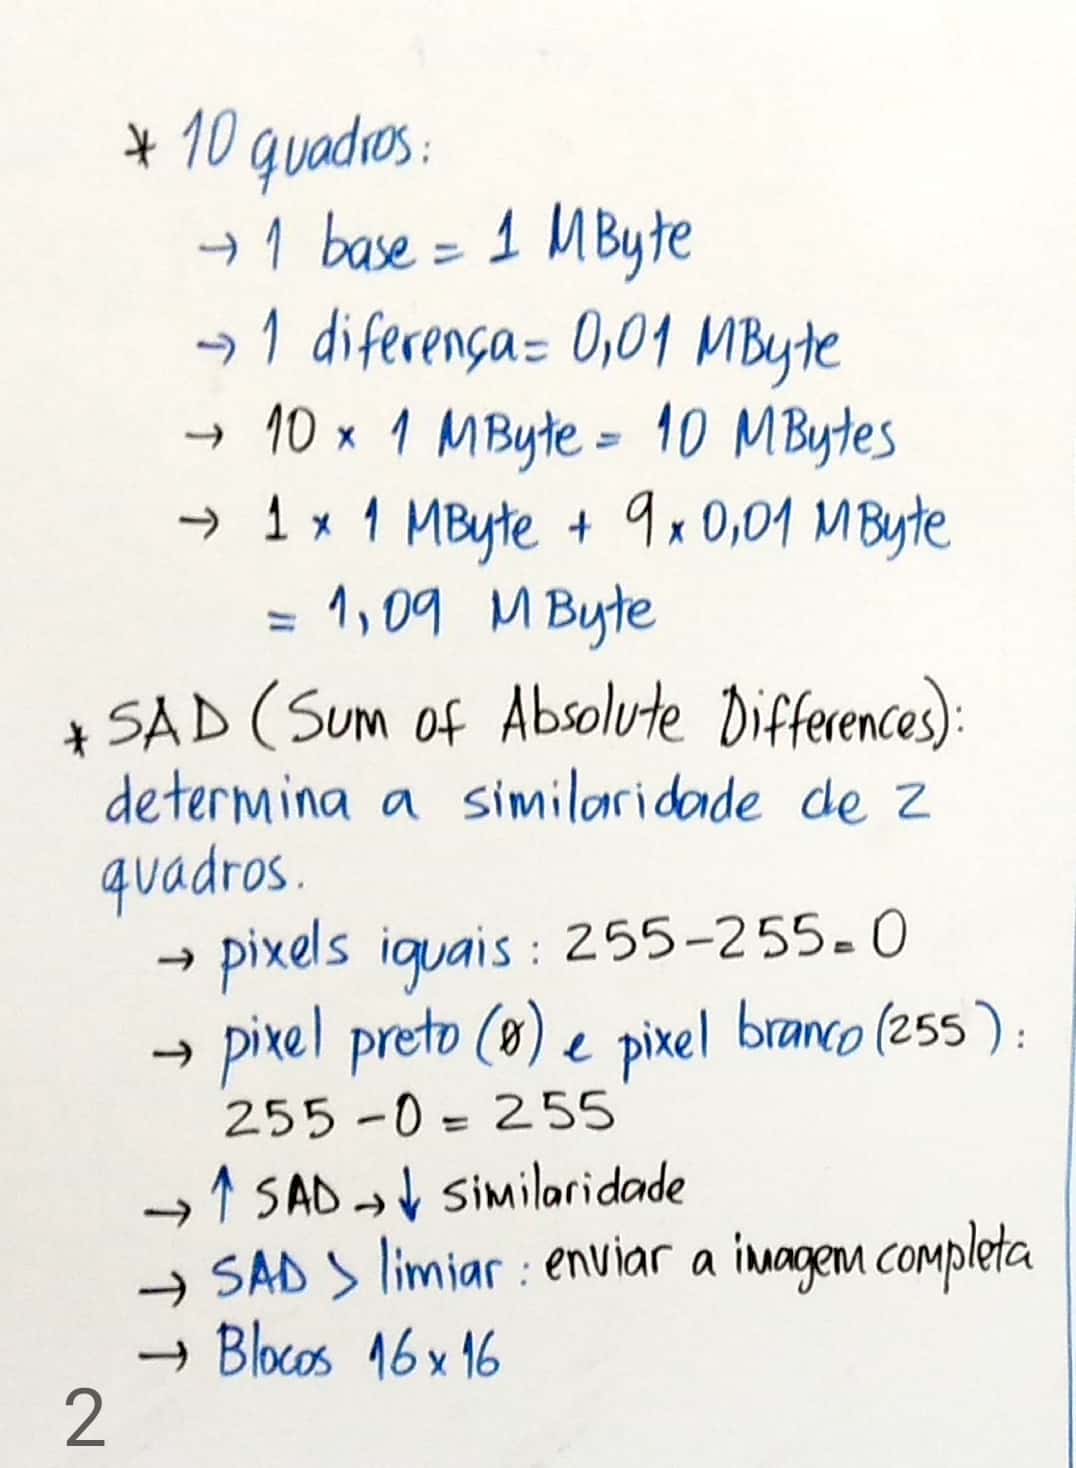 * 10 quadros:
→ 1 base = 1 MByte
→ 1 diferença = 0,01 MByte
→ 10 x 1 MByte = 10 MBytes
→ 1 x 1 MByte + 9 x 0,01 MByte
= 1,09 MByte
* SAD (Sum of Absolute Differences):
determina a similaridade de 2
quadros.
→ pixels iguais: 255-255=0
→ pixel preto (0) e pixel branco (255):
255-0=255
→ ↑ SAD → ↓ similaridade
→ SAD > limiar: enviar a imagem completa
→ Blocos 16x16
2